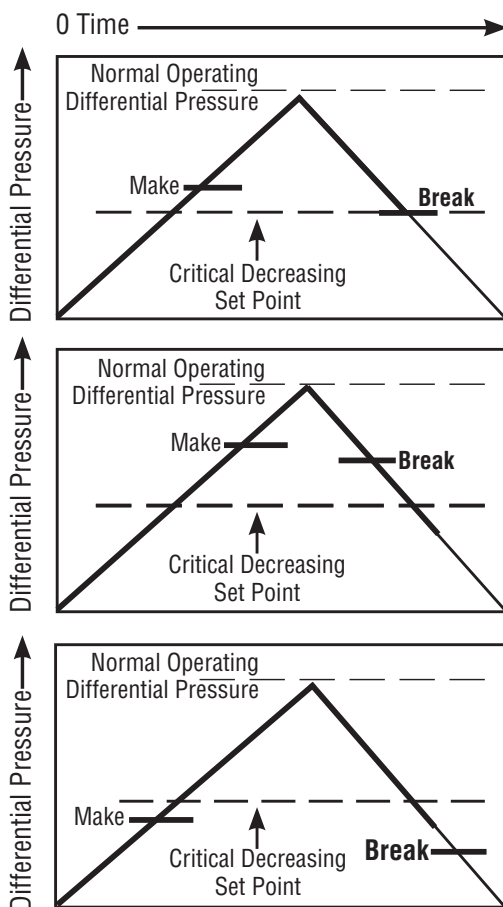 0 Time
Differential Pressure
Normal Operating
Differential Pressure
Make
Break
Critical Decreasing
Set Point
Differential Pressure
Normal Operating
Differential Pressure
Make
Break
Critical Decreasing
Set Point
Differential Pressure
Normal Operating
Differential Pressure
Make
Break
Critical Decreasing
Set Point